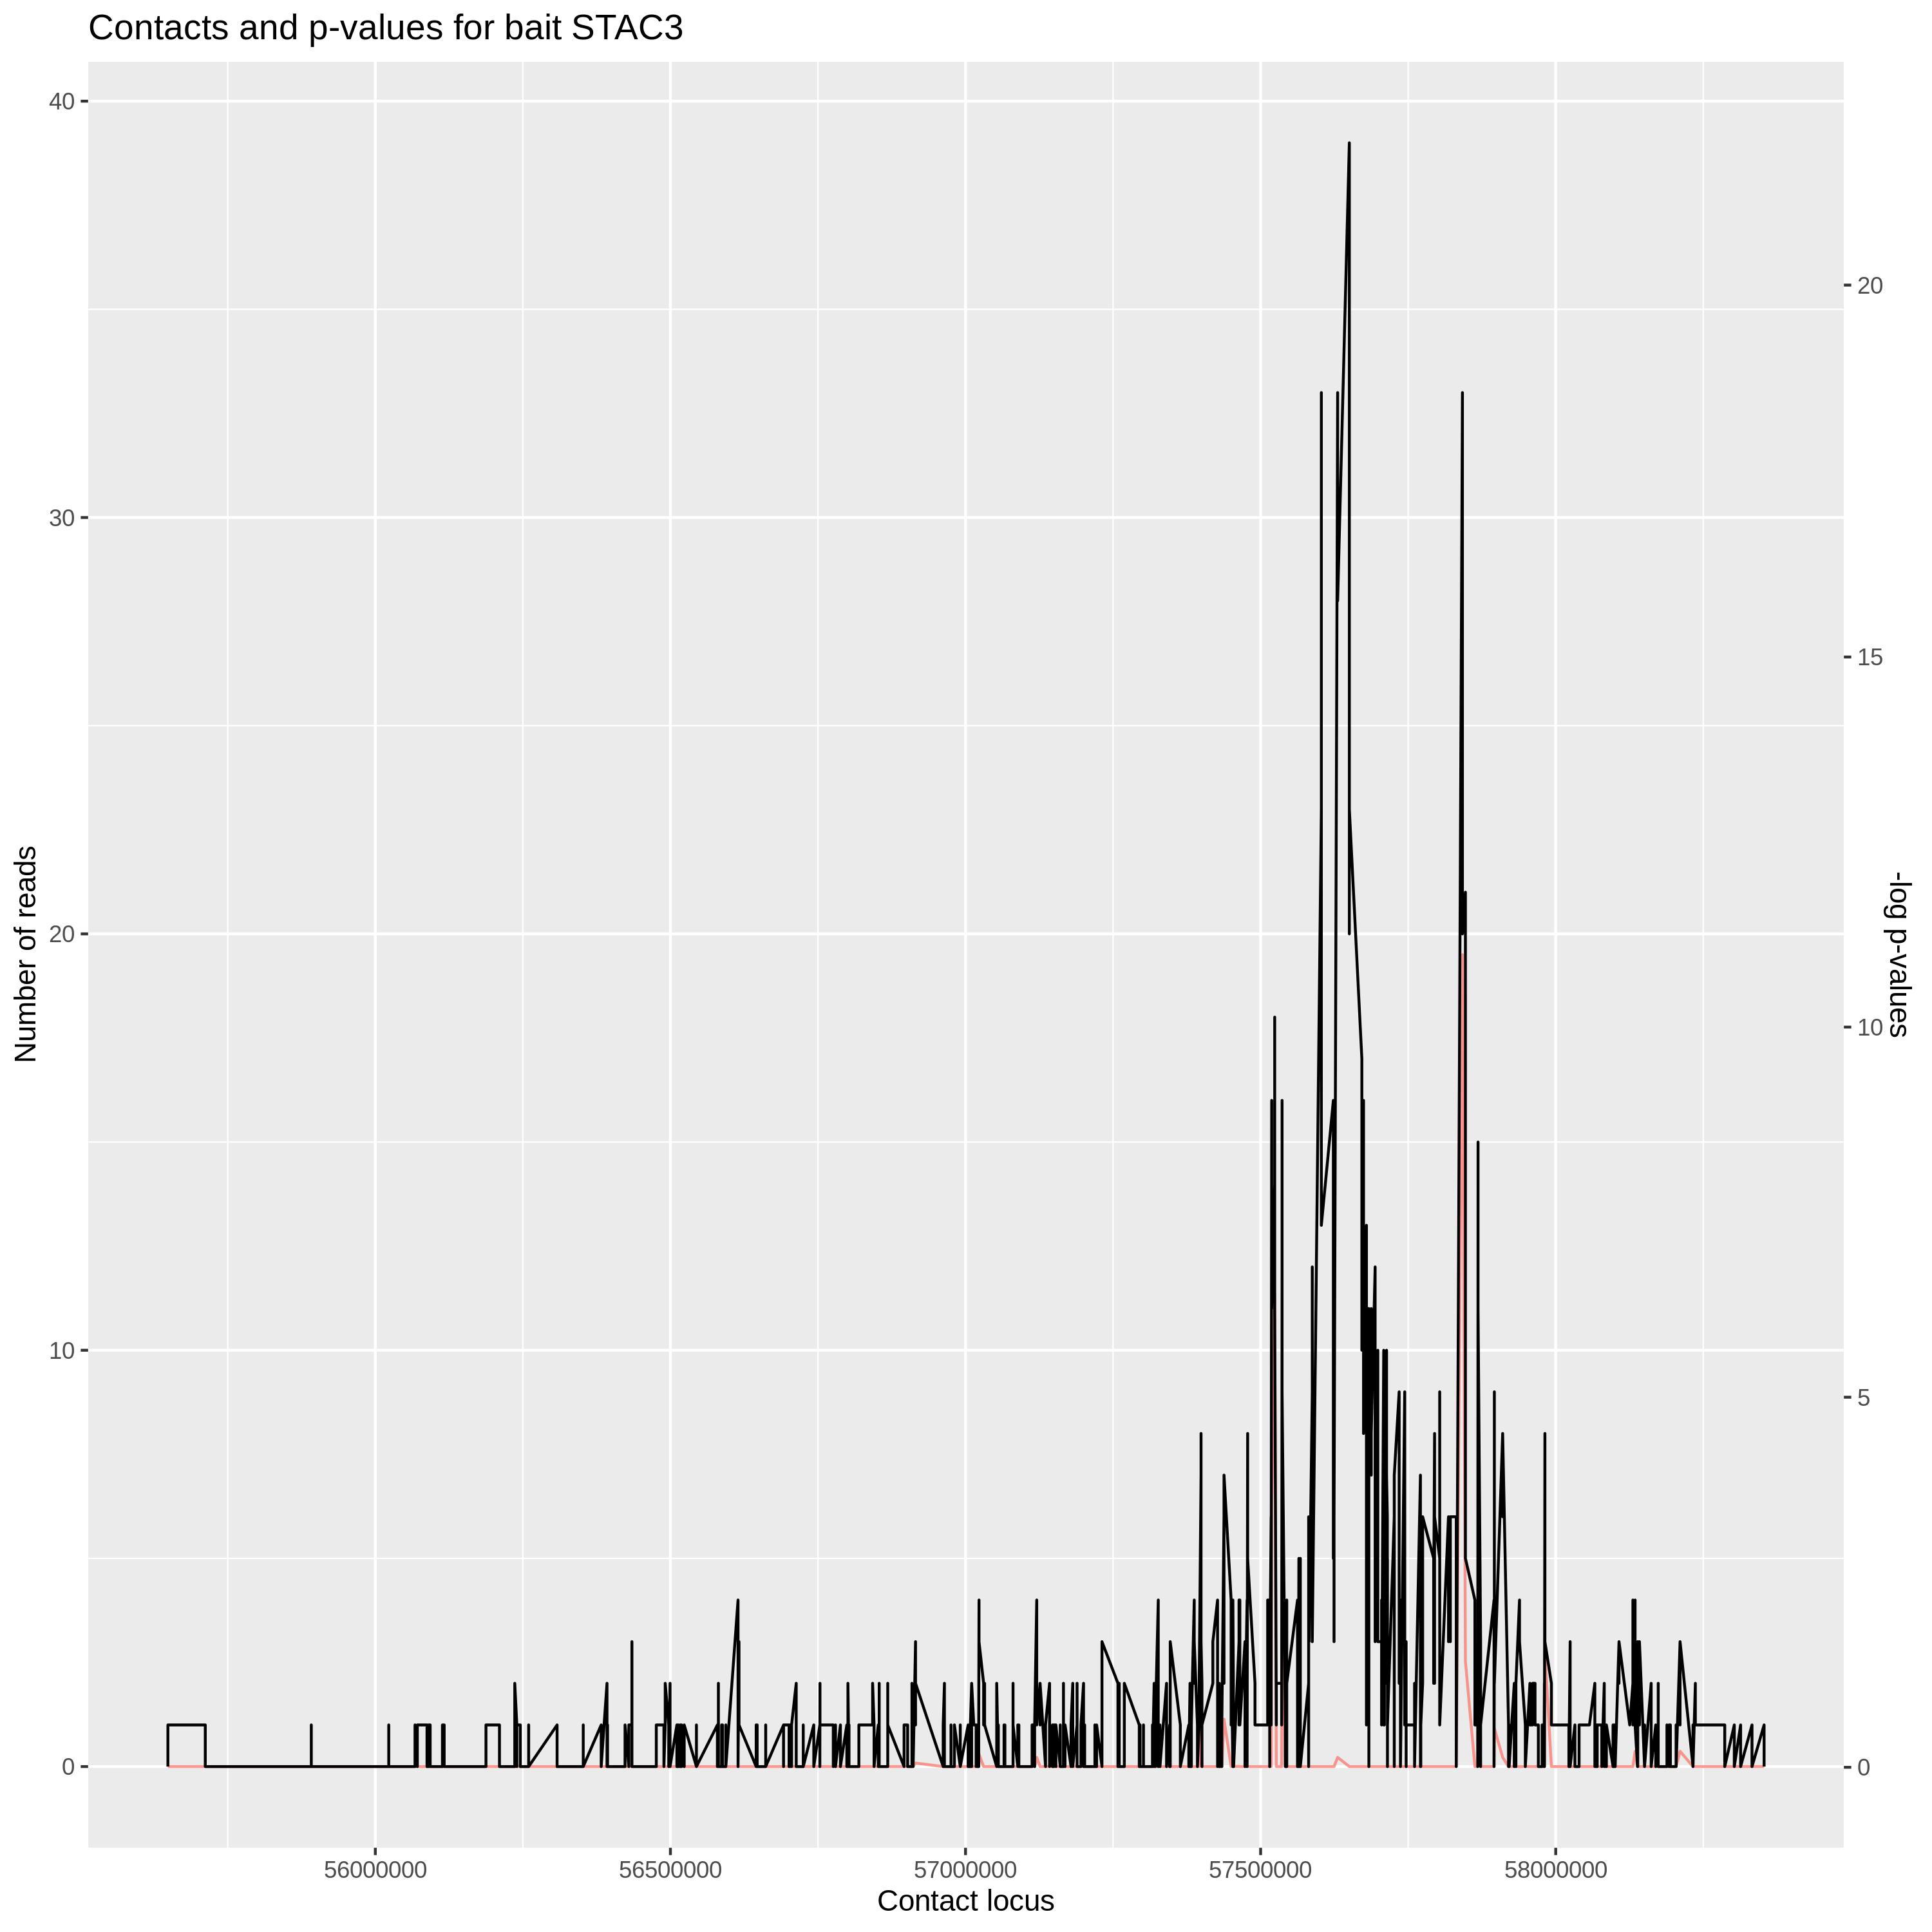 Contacts and p-values for bait STAC3
40
30
20
10
0
Number of reads
20
15
10
5
0
-log p-values
56000000 56500000 57000000 57500000 58000000
Contact locus